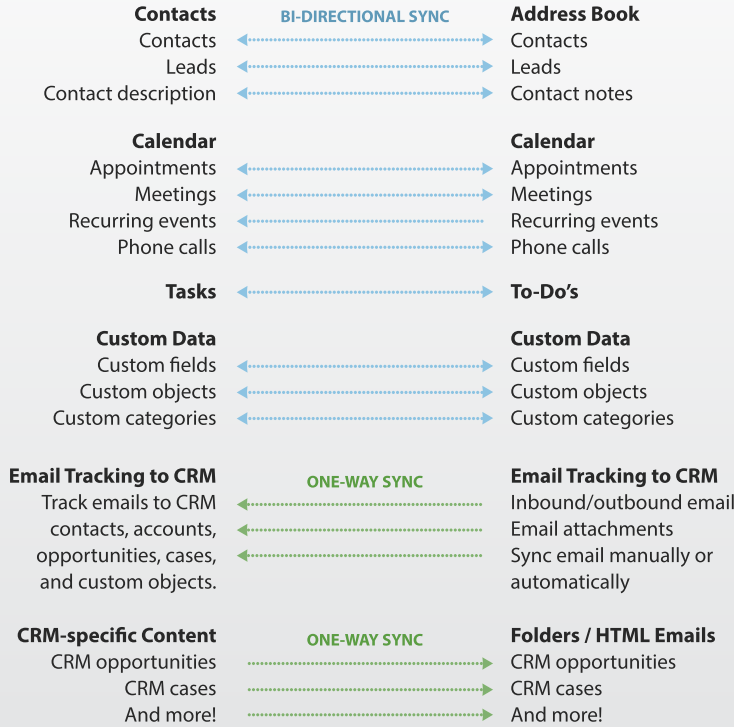 Contacts BI-DIRECTIONAL SYNC Address Book
Contacts Contacts
Leads Leads
Contact description Contact notes
Calendar Calendar
Appointments Appointments
Meetings Meetings
Recurring events Recurring events
Phone calls Phone calls
Tasks To-Do’s
Custom Data Custom Data
Custom fields Custom fields
Custom objects Custom objects
Custom categories Custom categories
Email Tracking to CRM ONE-WAY SYNC Email Tracking to CRM
Track emails to CRM Inbound/outbound email
contacts, accounts, Email attachments
opportunities, cases, Sync email manually or
and custom objects. automatically
CRM-specific Content ONE-WAY SYNC Folders / HTML Emails
CRM opportunities CRM opportunities
CRM cases CRM cases
And more! And more!